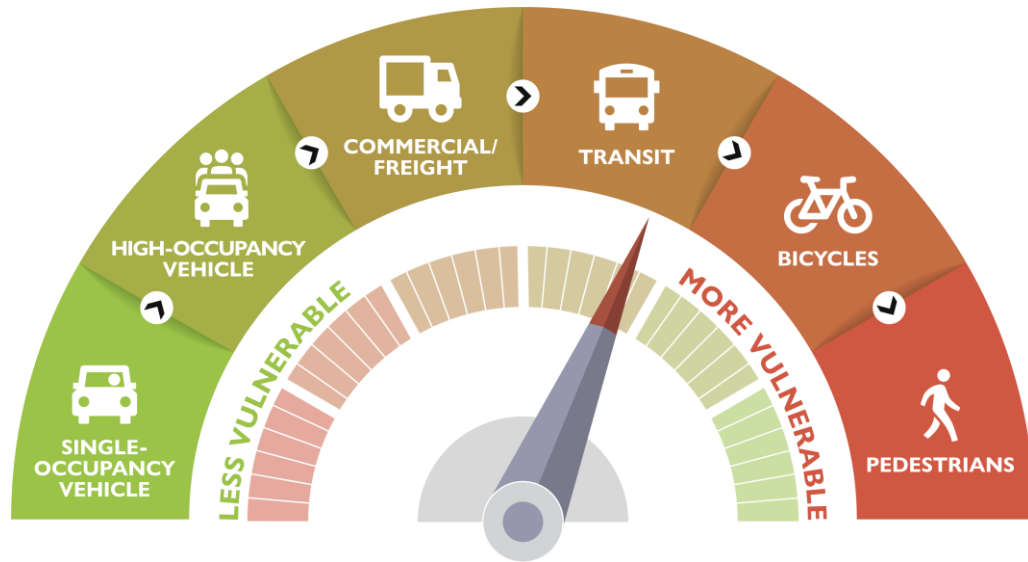 SINGLE-
OCCUPANCY
VEHICLE
HIGH-OCCUPANCY
VEHICLE
COMMERCIAL/
FREIGHT
TRANSIT
BICYCLES
PEDESTRIANS
LESS VULNERABLE
MORE VULNERABLE